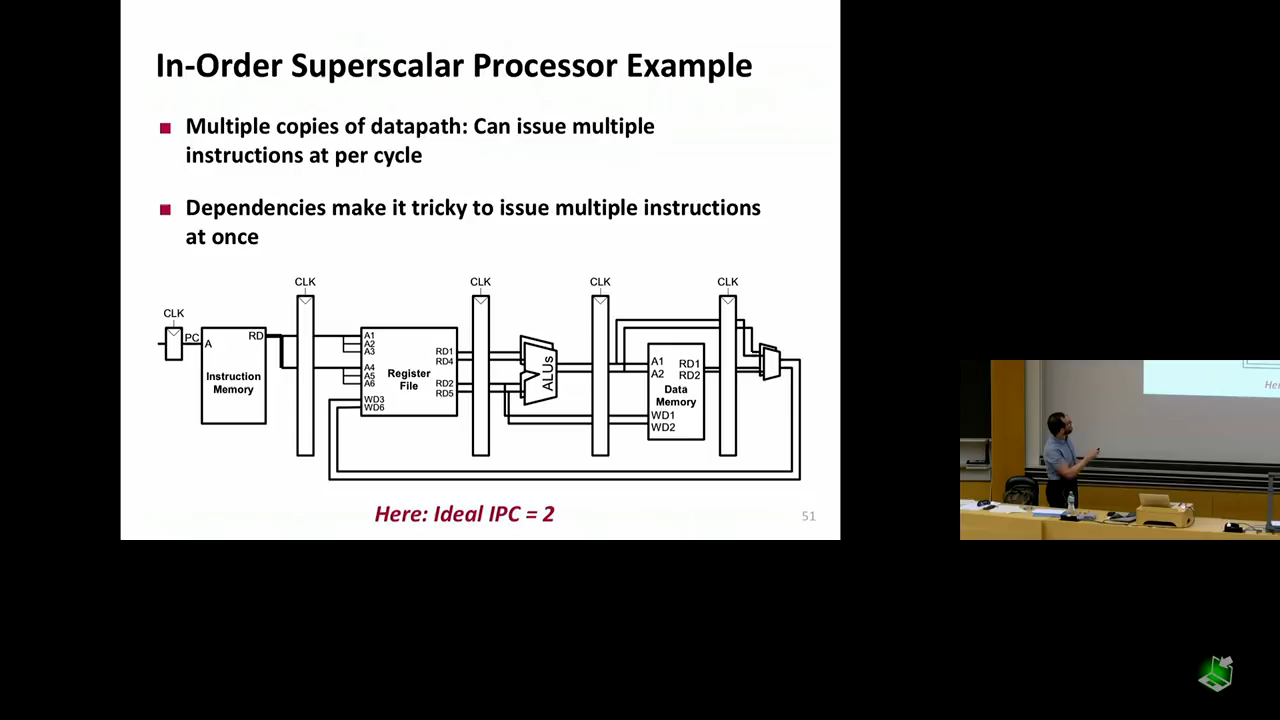 In-Order Superscalar Processor Example
Multiple copies of datapath: Can issue multiple
instructions at per cycle
Dependencies make it tricky to issue multiple instructions
at once
CLK
CLK
CLK
CLK
CLK
PC
A
RD
Instruction
Memory
A1
A2
A3
A4
A5
A6
WD3
WD6
Register
File
RD1
RD4
RD2
RD5
ALUs
A1
A2
RD1
RD2
Data
Memory
WD1
WD2
Here: Ideal IPC = 2
51
He